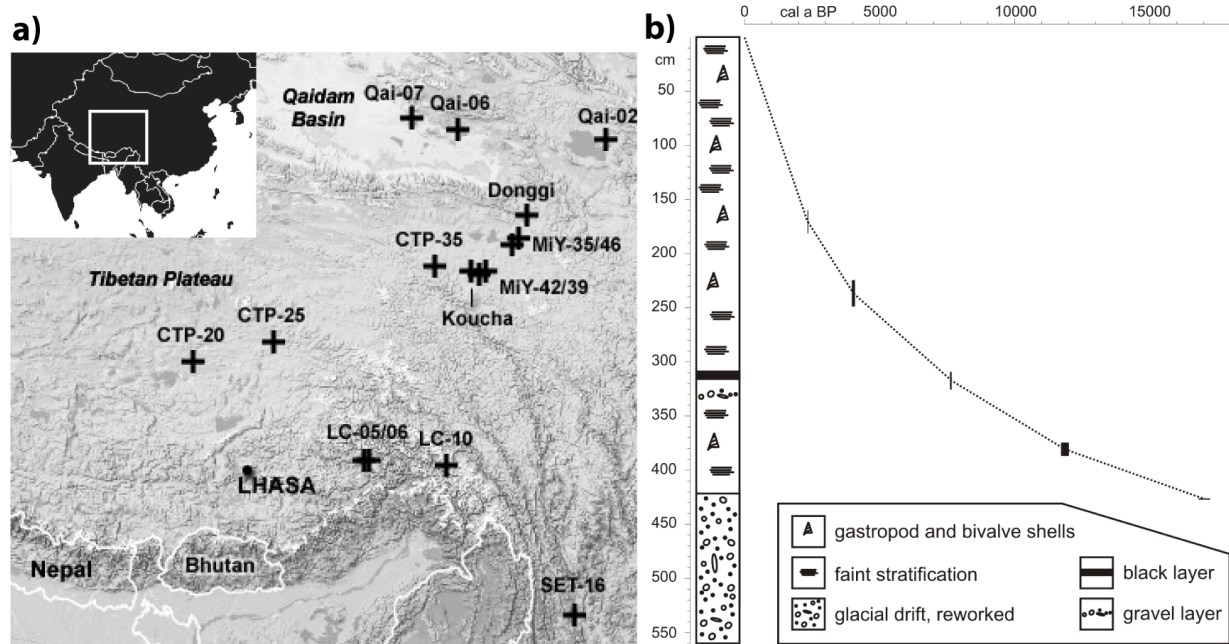 a)
Qaidam
Basin
Qai-07
Qai-06
Qai-02
Donggi
CTP-35
MiY-35/46
Tibetan Plateau
MiY-42/39
Koucha
CTP-25
CTP-20
LC-05/06
LC-10
LHASA
Nepal
Bhutan
SET-16
b)
0 cal a BP 5000 10000 15000
cm
50
100
150
200
250
300
350
400
450
500
550
gastropod and bivalve shells
faint stratification
black layer
glacial drift, reworked
gravel layer